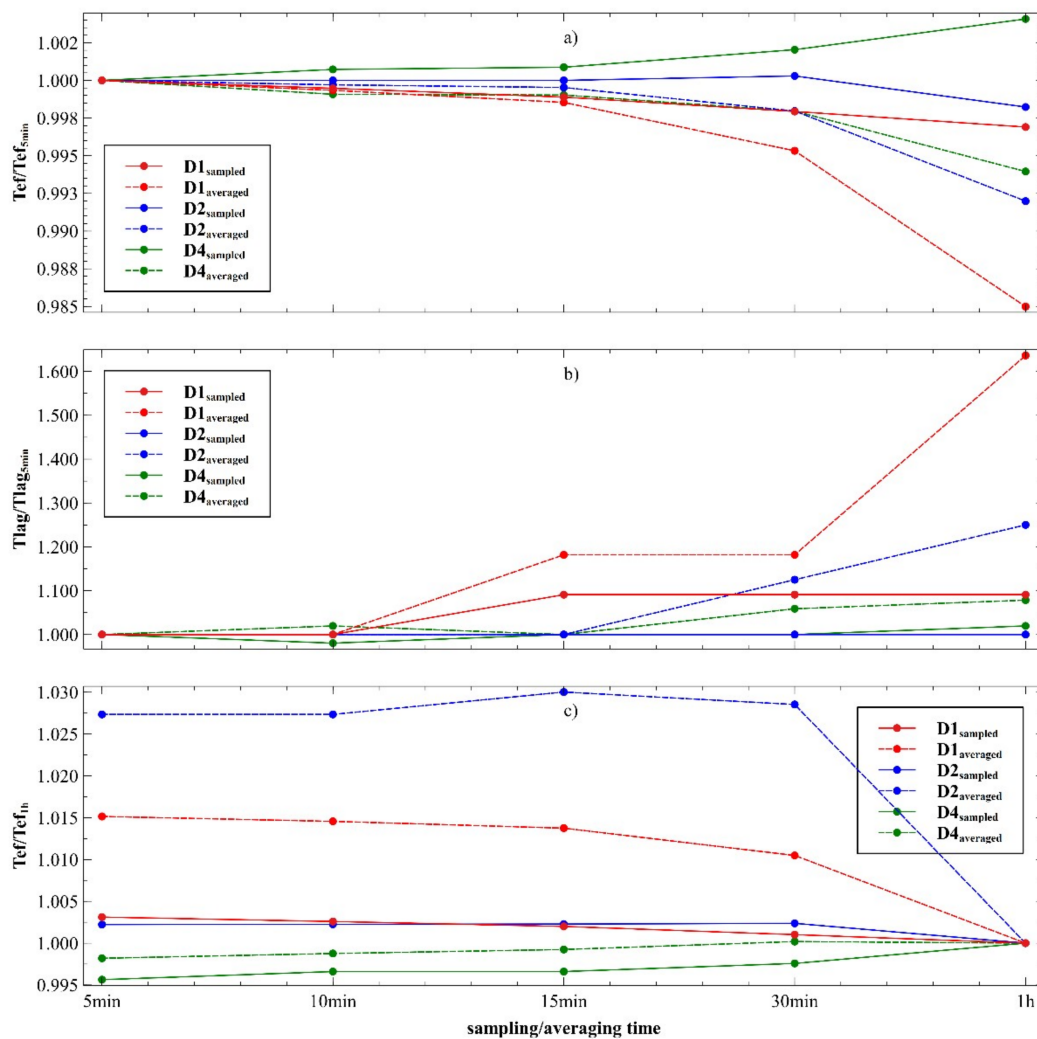 a)
1.002
1.000
0.998
0.995
0.993
0.990
0.988
0.985
Tef/Tef5min
D1sampled
D1averaged
D2sampled
D2averaged
D4sampled
D4averaged
b)
1.600
1.500
1.400
1.300
1.200
1.100
1.000
Tlag/Tlag5min
D1sampled
D1averaged
D2sampled
D2averaged
D4sampled
D4averaged
c)
1.030
1.025
1.020
1.015
1.010
1.005
1.000
0.995
Tef/Tef1h
D1sampled
D1averaged
D2sampled
D2averaged
D4sampled
D4averaged
5min 10min 15min 30min 1h
sampling/averaging time